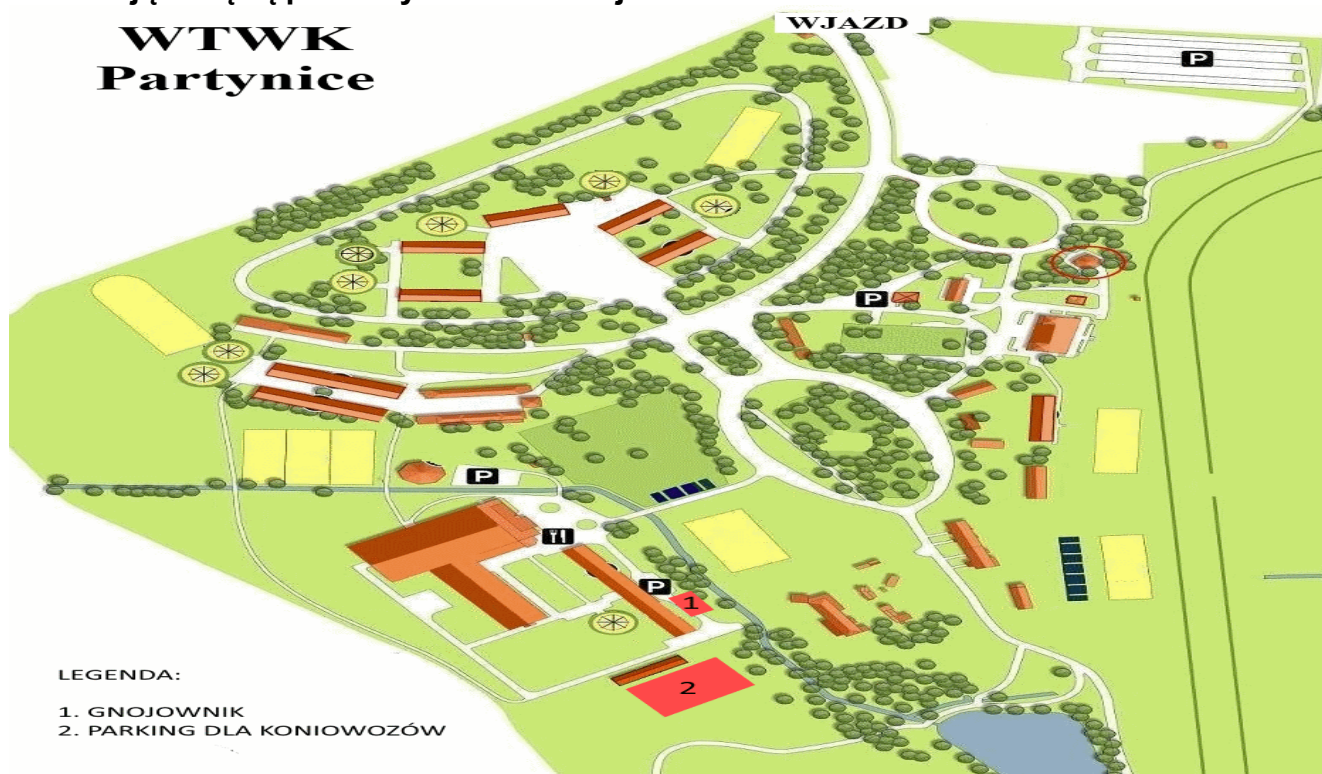 WTWK
Partynice
WJAZD
P
P
P
P
1
2
LEGENDA:
1. GNOJOWNIK
2. PARKING DLA KONIOWOZÓW